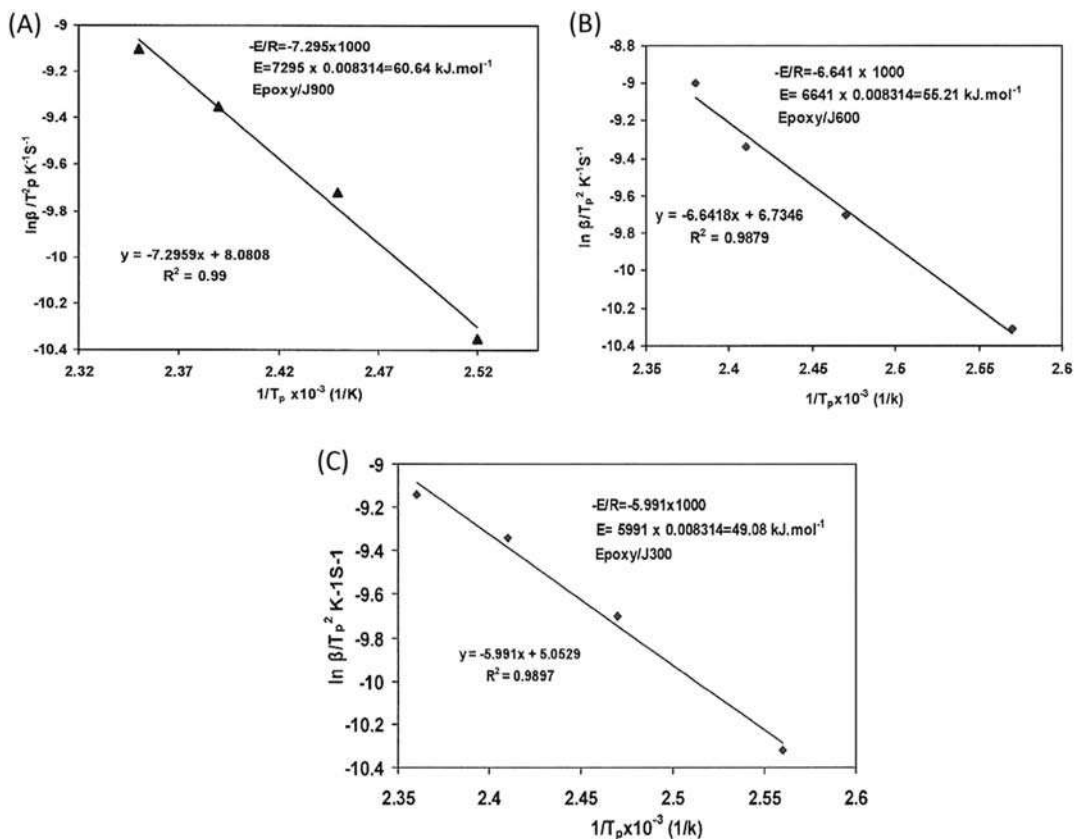 (A)
-9
-9.2
-9.4
-9.6
-9.8
-10
-10.2
-10.4
lnβ/T²p K⁻¹S⁻¹
-E/R=-7.295x1000
E=7295 x 0.008314=60.64 kJ.mol⁻¹
Epoxy/J900
y = -7.2959x + 8.0808
R² = 0.99
2.32 2.37 2.42 2.47 2.52
1/Tₚ x10⁻³ (1/K)
(B)
-8.8
-9
-9.2
-9.4
-9.6
-9.8
-10
-10.2
-10.4
ln β/Tₚ² K⁻¹S⁻¹
-E/R=-6.641 x 1000
E= 6641 x 0.008314=55.21 kJ.mol⁻¹
Epoxy/J600
y = -6.6418x + 6.7346
R² = 0.9879
2.35 2.4 2.45 2.5 2.55 2.6
1/Tₚx10⁻³ (1/k)
(C)
-9
-9.2
-9.4
-9.6
-9.8
-10
-10.2
-10.4
ln β/Tₚ² K-1S-1
-E/R=-5.991x1000
E= 5991 x 0.008314=49.08 kJ.mol⁻¹
Epoxy/J300
y = -5.991x + 5.0529
R² = 0.9897
2.35 2.4 2.45 2.5 2.55 2.6
1/Tₚx10⁻³ (1/k)